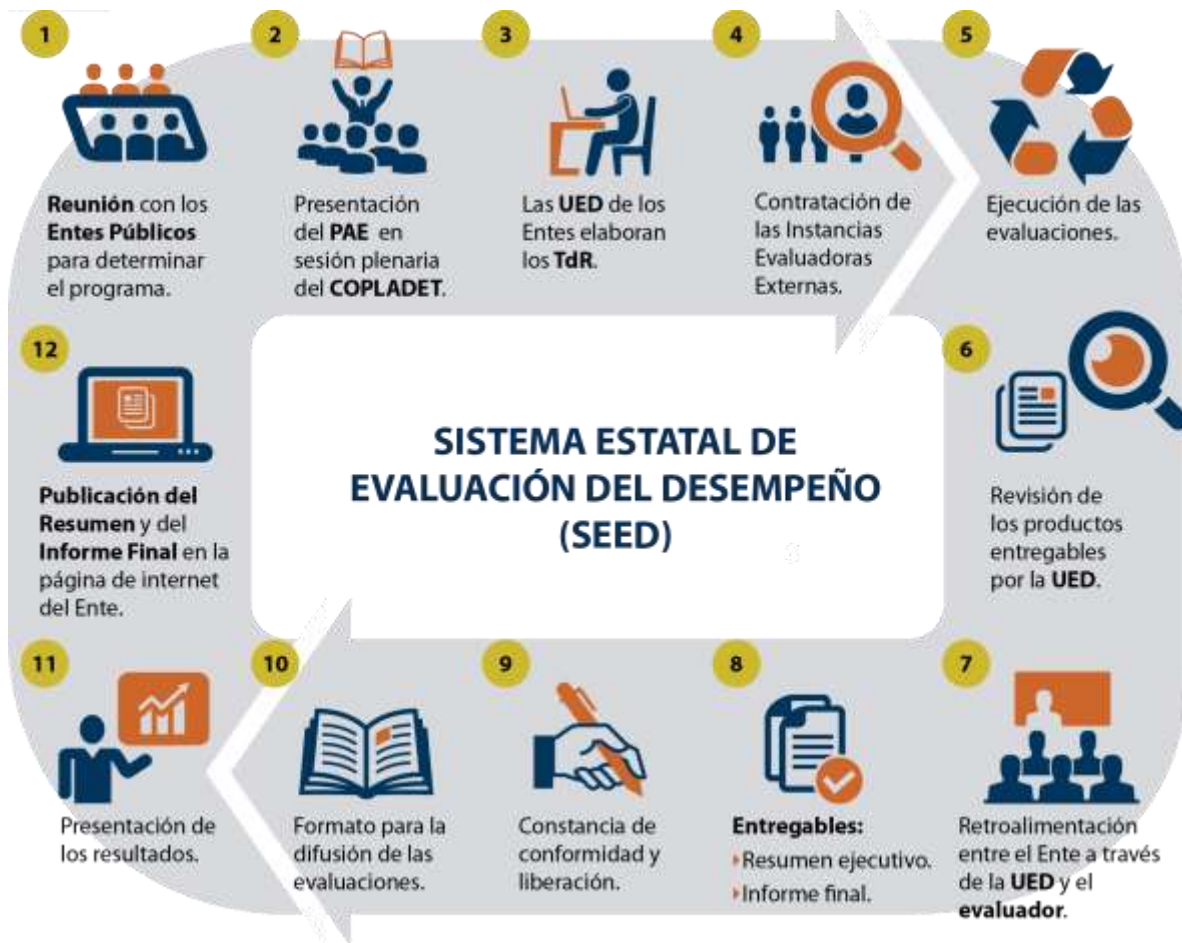 1
Reunión con los
Entes Públicos
para determinar
el programa.
2
Presentación
del PAE en
sesión plenaria
del COPLADET.
3
Las UED de los
Entes elaboran
los TdR.
4
Contratación de
las Instancias
Evaluadoras
Externas.
5
Ejecución de las
evaluaciones.
6
Revisión de
los productos
entregables
por la UED.
7
Retroalimentación
entre el Ente a través
de la UED y el
evaluador.
8
Entregables:
Resumen ejecutivo.
Informe final.
9
Constancia de
conformidad y
liberación.
10
Formato para la
difusión de las
evaluaciones.
11
Presentación de
los resultados.
12
Publicación del
Resumen y del
Informe Final en la
página de internet
del Ente.
SISTEMA ESTATAL DE
EVALUACIÓN DEL DESEMPEÑO
(SEED)